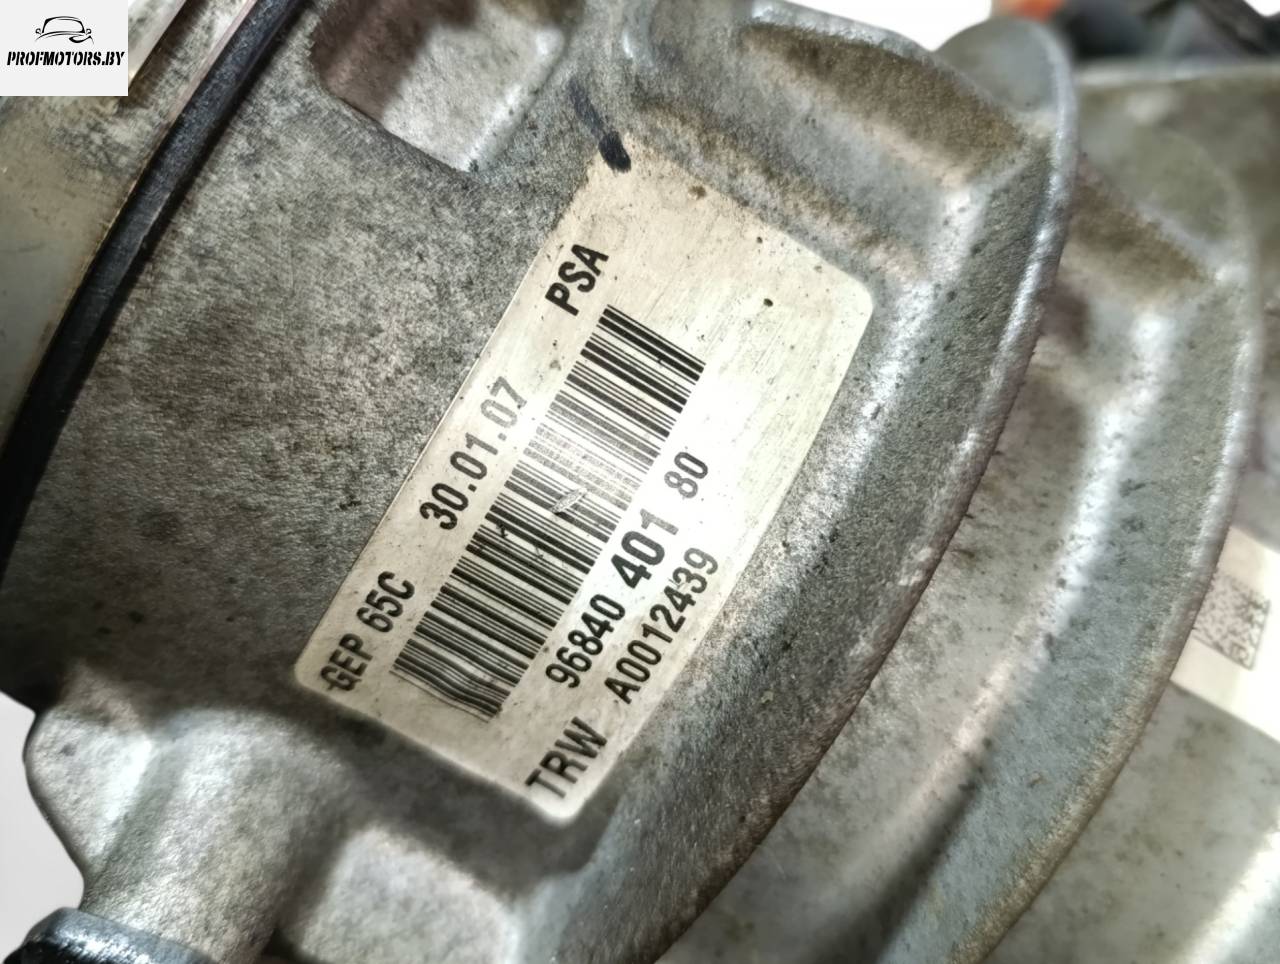 PROFMOTORS.BY
PSA
GEP 65C 30.01.07
96840 401 80
TRW A0012439